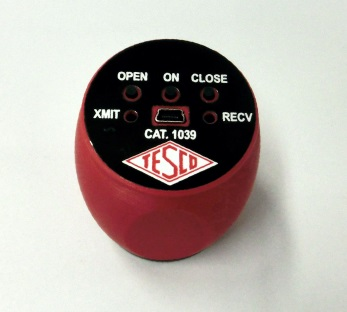 OPEN ON CLOSE
XMIT RECV
CAT. 1039
TESCO